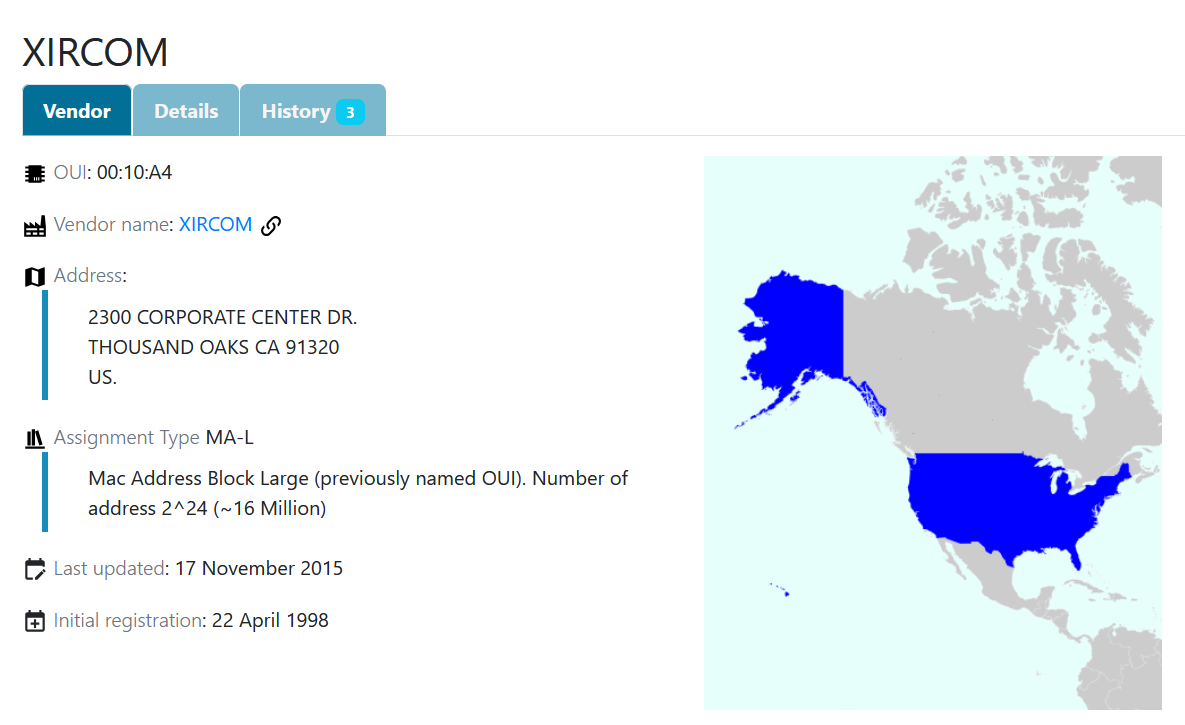 XIRCOM
Vendor
Details
History 3
OUI: 00:10:A4
Vendor name: XIRCOM
Address:
2300 CORPORATE CENTER DR.
THOUSAND OAKS CA 91320
US.
Assignment Type MA-L
Mac Address Block Large (previously named OUI). Number of
address 2^24 (~16 Million)
Last updated: 17 November 2015
Initial registration: 22 April 1998